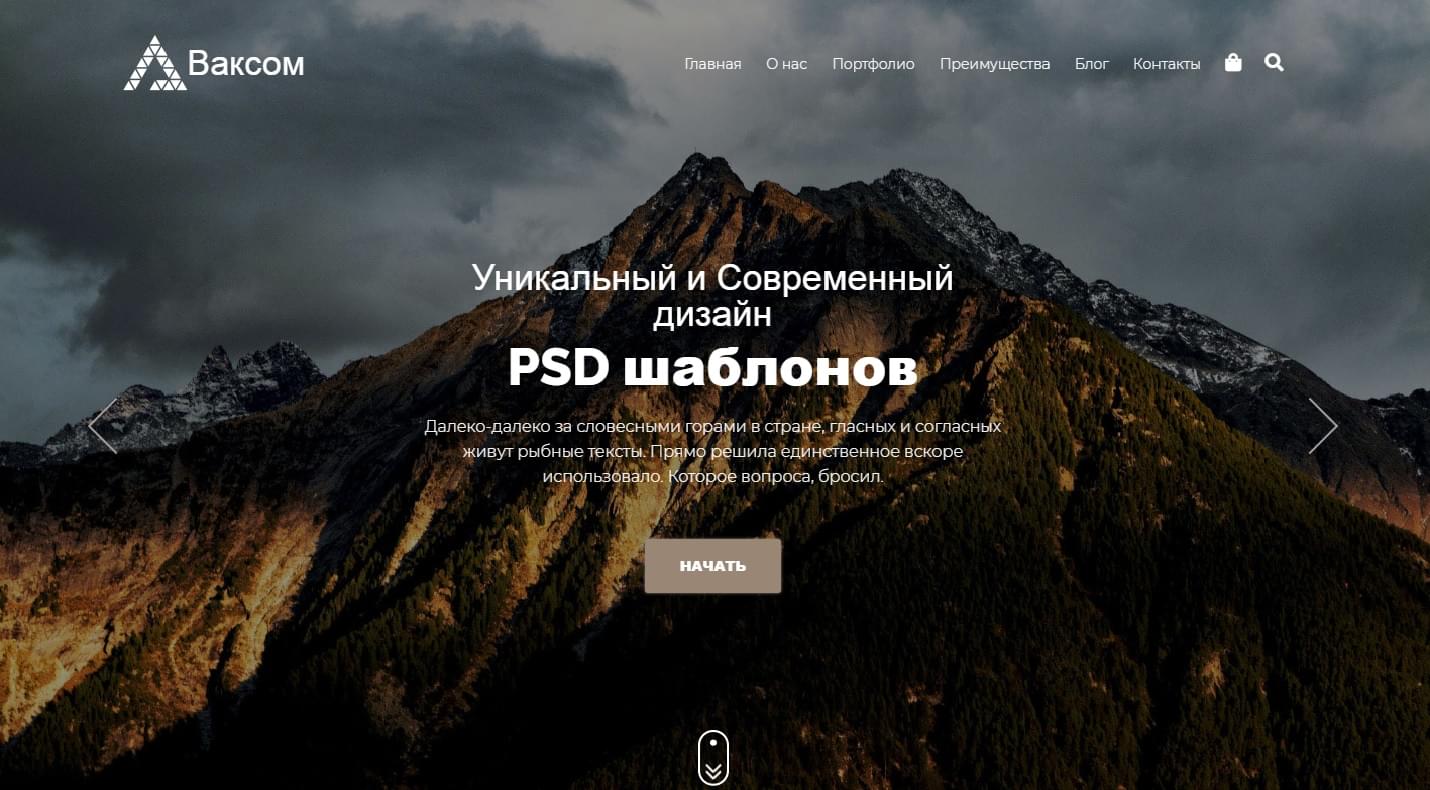 Ваксом
Главная О нас Портфолио Преимущества Блог Контакты
Уникальный и Современный
дизайн
PSD шаблонов
Далеко-далеко за словесными горами в стране, гласных и согласных
живут рыбные тексты. Прямо решила единственное вскоре
использовало. Которое вопроса, бросил.
НАЧАТЬ